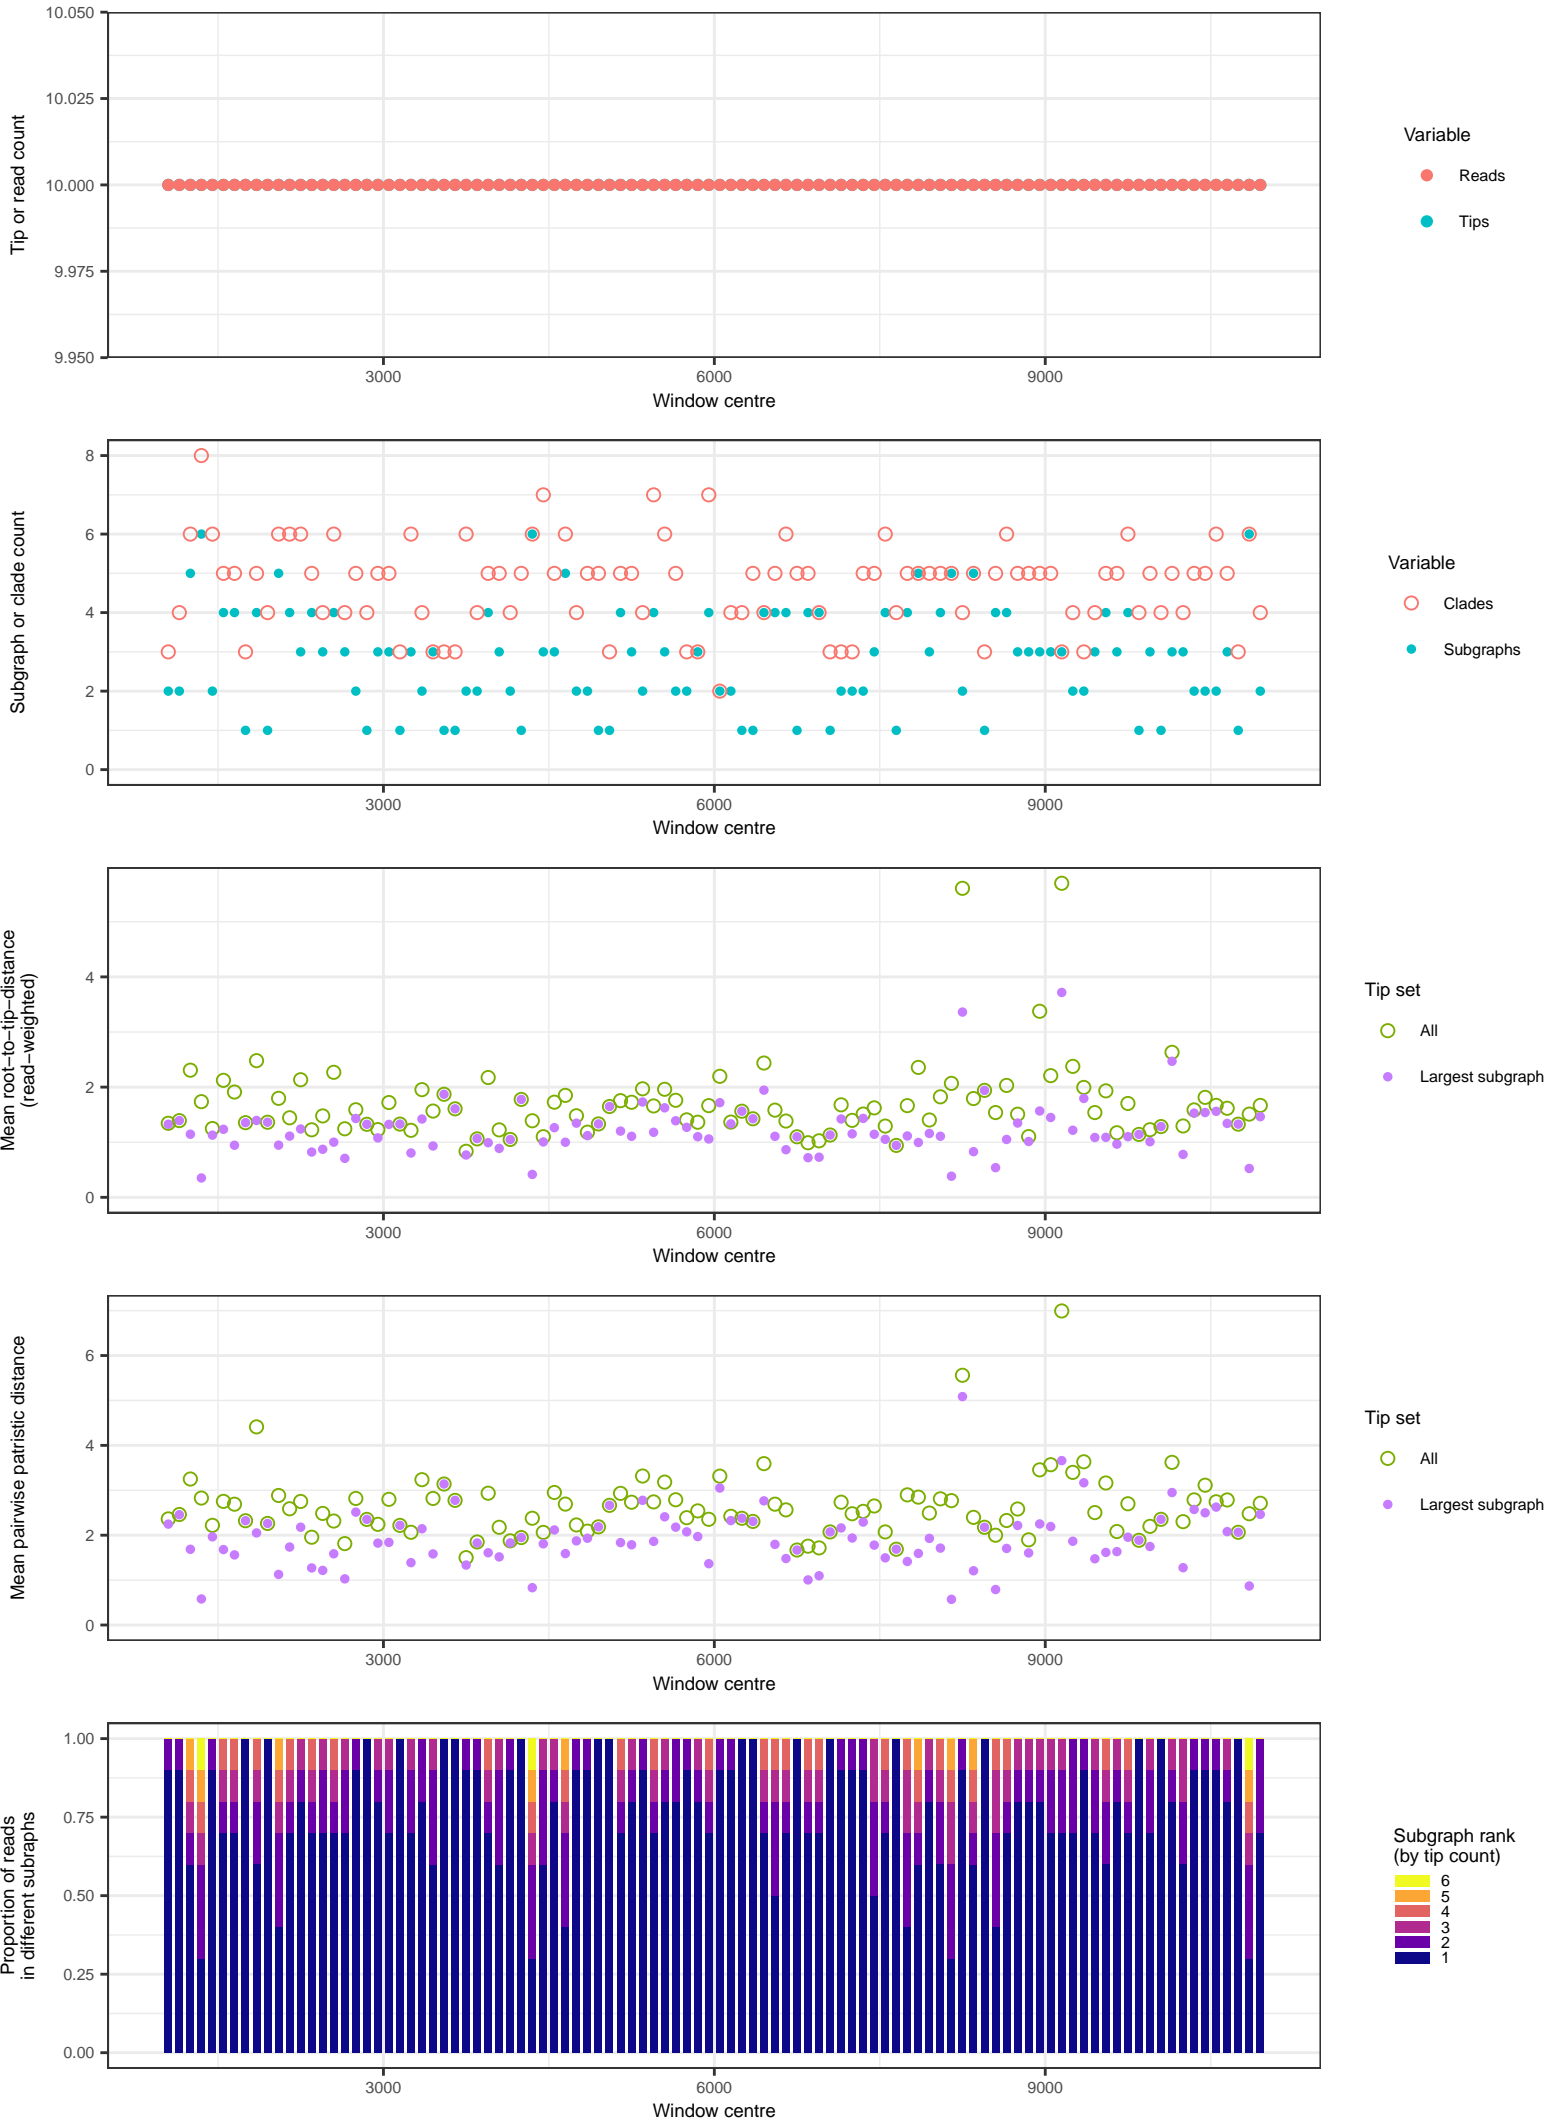 10.050
10.025
10.000
9.975
9.950
Tip or read count
3000
6000
9000
Window centre
Variable
Reads
Tips
8
6
4
2
0
Subgraph or clade count
3000
6000
9000
Window centre
Variable
Clades
Subgraphs
4
2
0
Mean root−to−tip−distance
(read−weighted)
3000
6000
9000
Window centre
Tip set
All
Largest subgraph
6
4
2
0
Mean pairwise patristic distance
3000
6000
9000
Window centre
Tip set
All
Largest subgraph
1.00
0.75
0.50
0.25
0.00
Proportion of reads
in different subraphs
3000
6000
9000
Window centre
Subgraph rank
(by tip count)
6
5
4
3
2
1